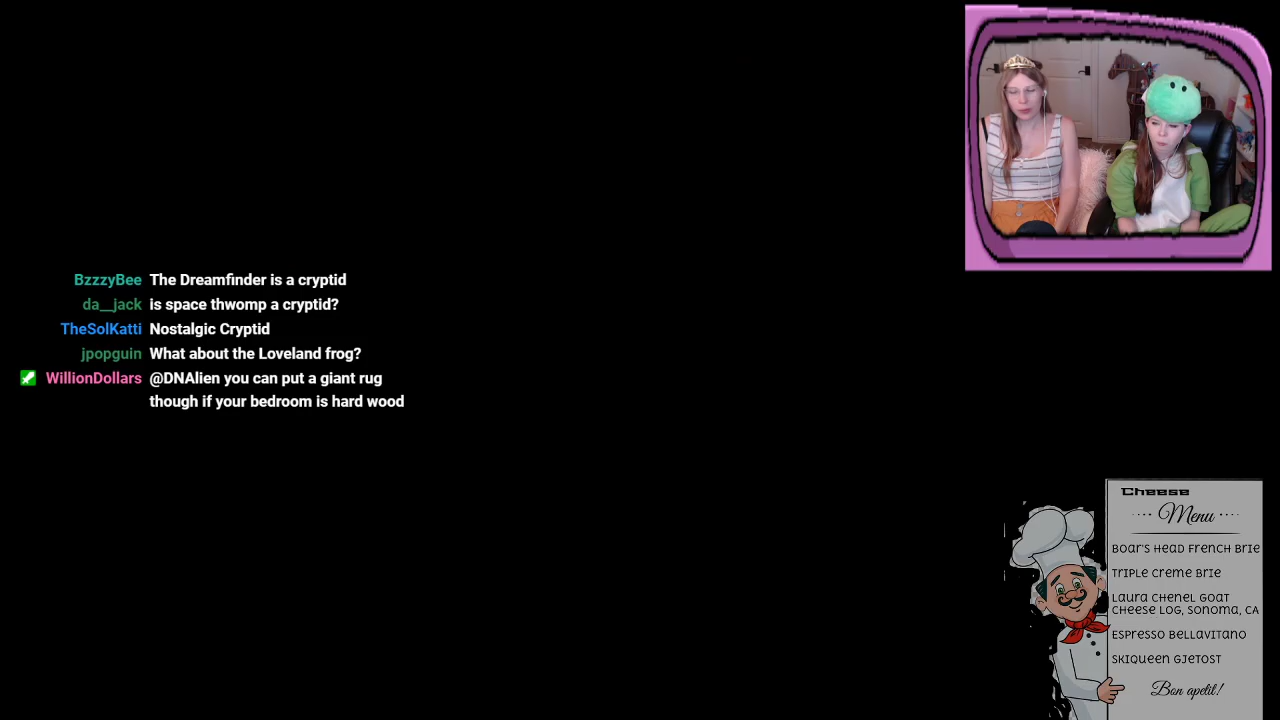 BzzzyBee The Dreamfinder is a cryptid
da__jack is space thwomp a cryptid?
TheSolKatti Nostalgic Cryptid
jpopguin What about the Loveland frog?
WillionDollars @DNAlien you can put a giant rug
though if your bedroom is hard wood
Cheese
Menu
Boar's Head French Brie
Triple Creme Brie
Laura Chenel Goat
Cheese Log, Sonoma, CA
Espresso Bellavitano
SkiQueen Gjetost
Bon apetit!